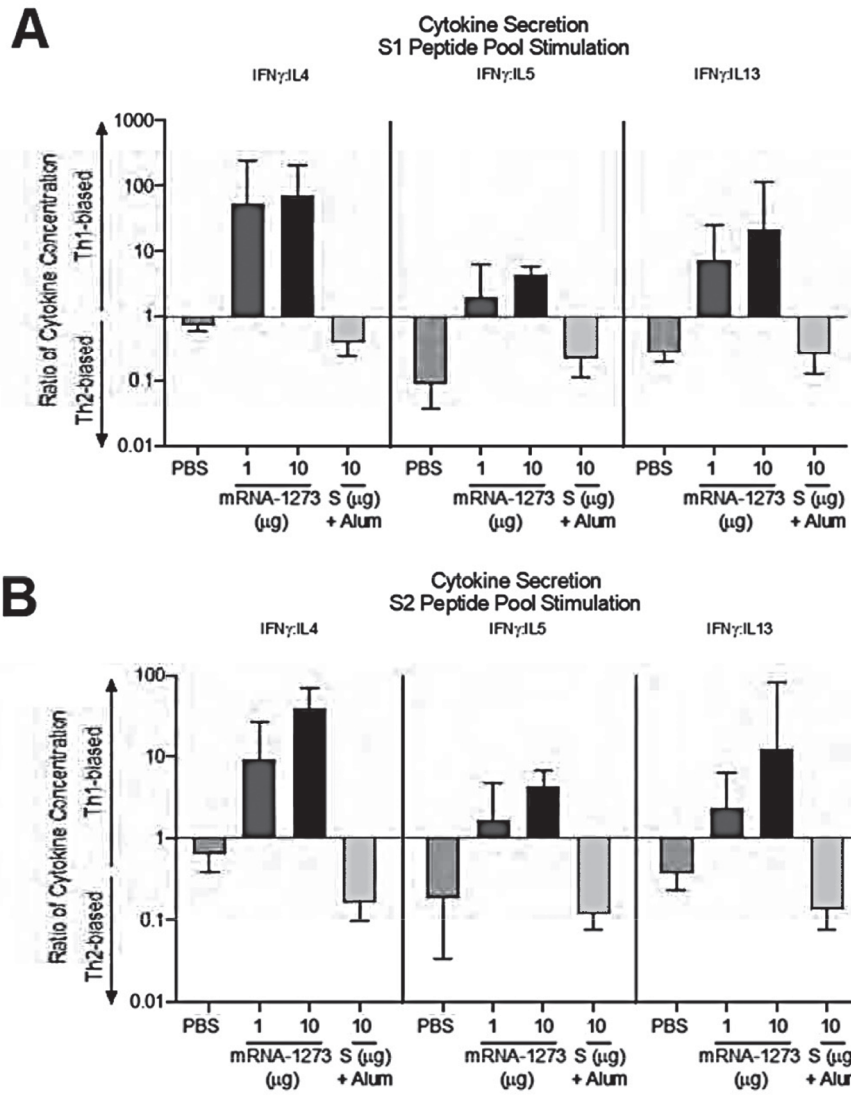 A
Cytokine Secretion
S1 Peptide Pool Stimulation
IFNγ:IL4 IFNγ:IL5 IFNγ:IL13
Ratio of Cytokine Concentration
Th1-biased
Th2-biased
1000
100
10
1
0.1
0.01
PBS 1 10 10 PBS 1 10 10 PBS 1 10 10
mRNA-1273 S (μg) mRNA-1273 S (μg) mRNA-1273 S (μg)
(μg) + Alum (μg) + Alum (μg) + Alum
B
Cytokine Secretion
S2 Peptide Pool Stimulation
IFNγ:IL4 IFNγ:IL5 IFNγ:IL13
Ratio of Cytokine Concentration
Th1-biased
Th2-biased
100
10
1
0.1
0.01
PBS 1 10 10 PBS 1 10 10 PBS 1 10 10
mRNA-1273 S (μg) mRNA-1273 S (μg) mRNA-1273 S (μg
(μg) + Alum (μg) + Alum (μg) + Alum